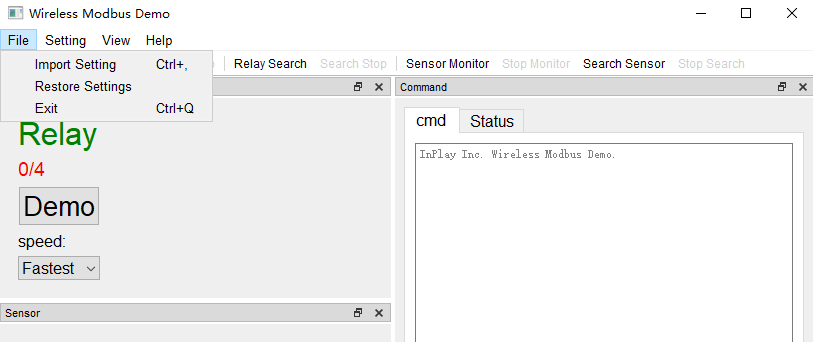 Wireless Modbus Demo
File Setting View Help
Import Setting Ctrl+,
Restore Settings
Exit Ctrl+Q
Relay Search Search Stop Sensor Monitor Stop Monitor Search Sensor Stop Search
Relay
0/4
Demo
speed:
Fastest
Sensor
Command
cmd Status
InPlay Inc. Wireless Modbus Demo.